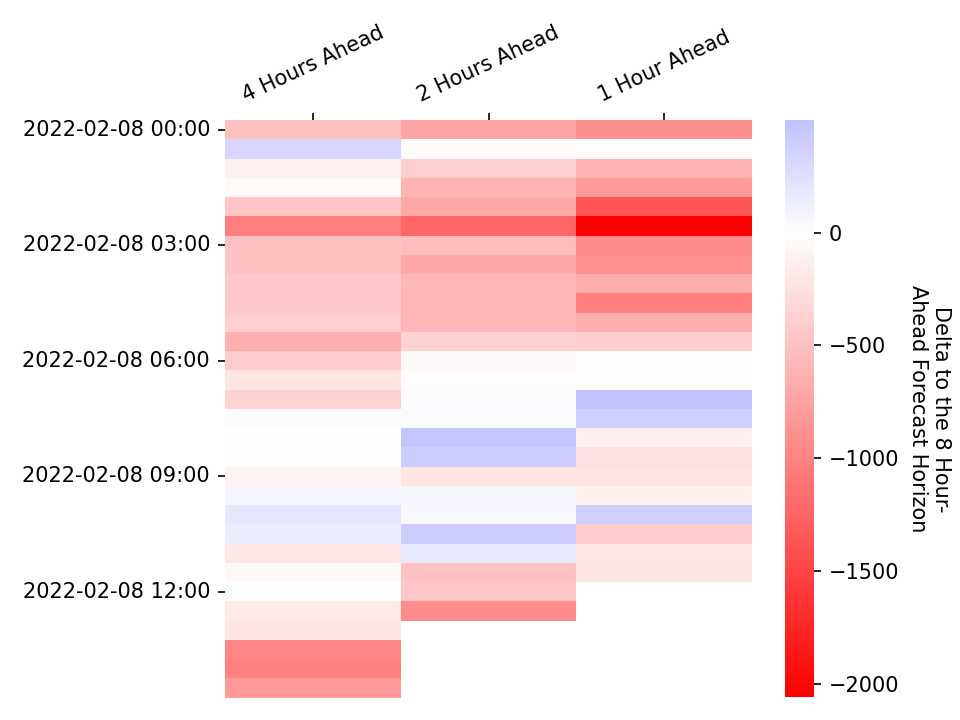 4 Hours Ahead
2 Hours Ahead
1 Hour Ahead
2022-02-08 00:00
2022-02-08 03:00
2022-02-08 06:00
2022-02-08 09:00
2022-02-08 12:00
0
−500
−1000
−1500
−2000
Delta to the 8 Hour-
Ahead Forecast Horizon